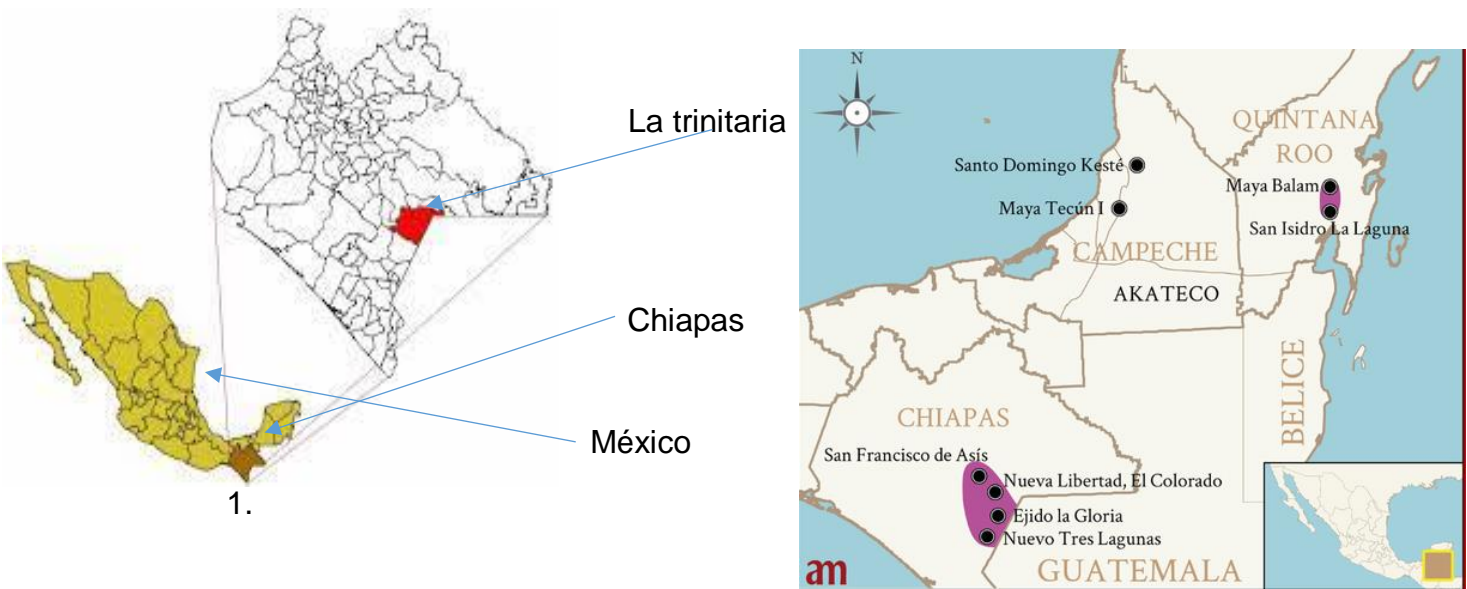 La trinitaria
Chiapas
México
1.
N
QUINTANA
ROO
Santo Domingo Kesté
Maya Balam
Maya Tecún I
San Isidro La Laguna
CAMPECHE
AKATECO
BELICE
CHIAPAS
San Francisco de Asís
Nueva Libertad, El Colorado
Ejido la Gloria
Nuevo Tres Lagunas
GUATEMALA
am